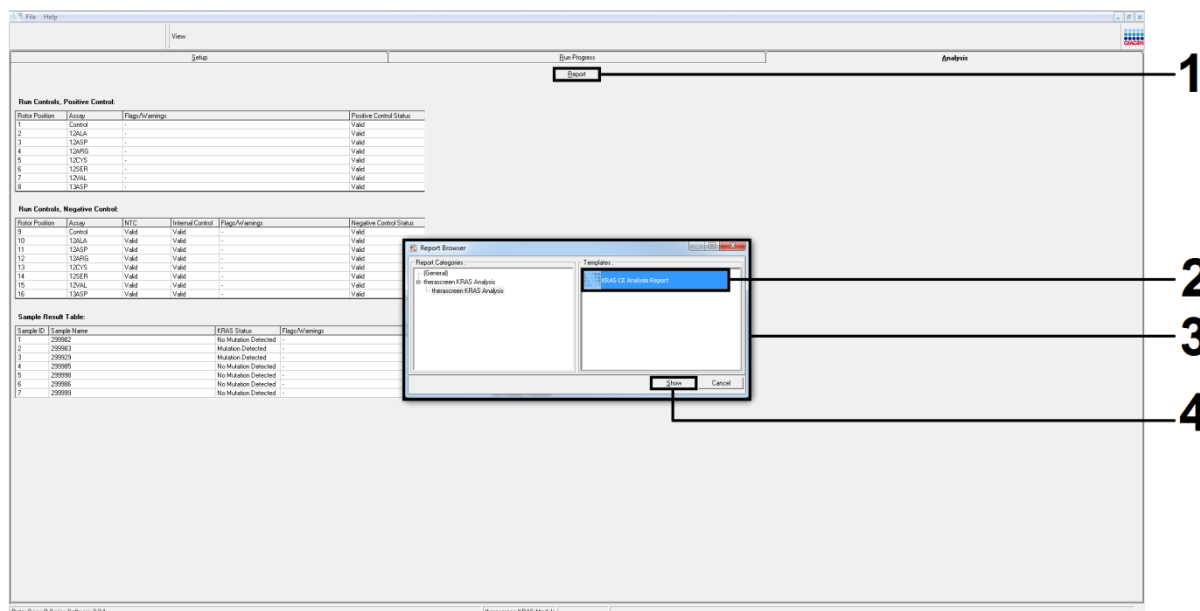 File Help
View
QIAGEN
Setup Run Progress Analysis
Report
1
Run Controls, Positive Control:
Rotor Position Assay Flags/Warnings Positive Control Status
1 Control - Valid
2 12ALA - Valid
3 12ASP - Valid
4 12ARG - Valid
5 12CYS - Valid
6 12SER - Valid
7 12VAL - Valid
8 13ASP - Valid
Run Controls, Negative Control:
Rotor Position Assay NTC Internal Control Flags/Warnings Negative Control Status
9 Control Valid Valid - Valid
10 12ALA Valid Valid - Valid
11 12ASP Valid Valid - Valid
12 12ARG Valid Valid - Valid
13 12CYS Valid Valid - Valid
14 12SER Valid Valid - Valid
15 12VAL Valid Valid - Valid
16 13ASP Valid Valid - Valid
Report Browser
Report Categories
(General)
therascreen KRAS Analysis
therascreen KRAS Analysis
Templates
KRAS CE Analysis Report
2
3
Show Cancel
4
Sample Result Table:
Sample ID Sample Name KRAS Status Flags/Warnings
1 299982 No Mutation Detected -
2 299983 Mutation Detected -
3 299929 Mutation Detected -
4 299985 No Mutation Detected -
5 299998 No Mutation Detected -
6 299986 No Mutation Detected -
7 299999 No Mutation Detected -